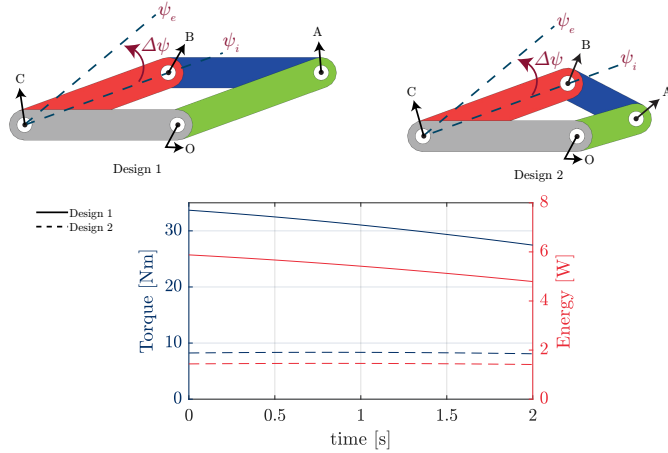 ψe
Δψ
B
ψi
A
C
O
Design 1
ψe
Δψ
B
ψi
A
C
O
Design 2
Design 1
Design 2
Torque [Nm]
30
20
10
0
8
6
4
2
0
Energy [W]
0 0.5 1 1.5 2
time [s]